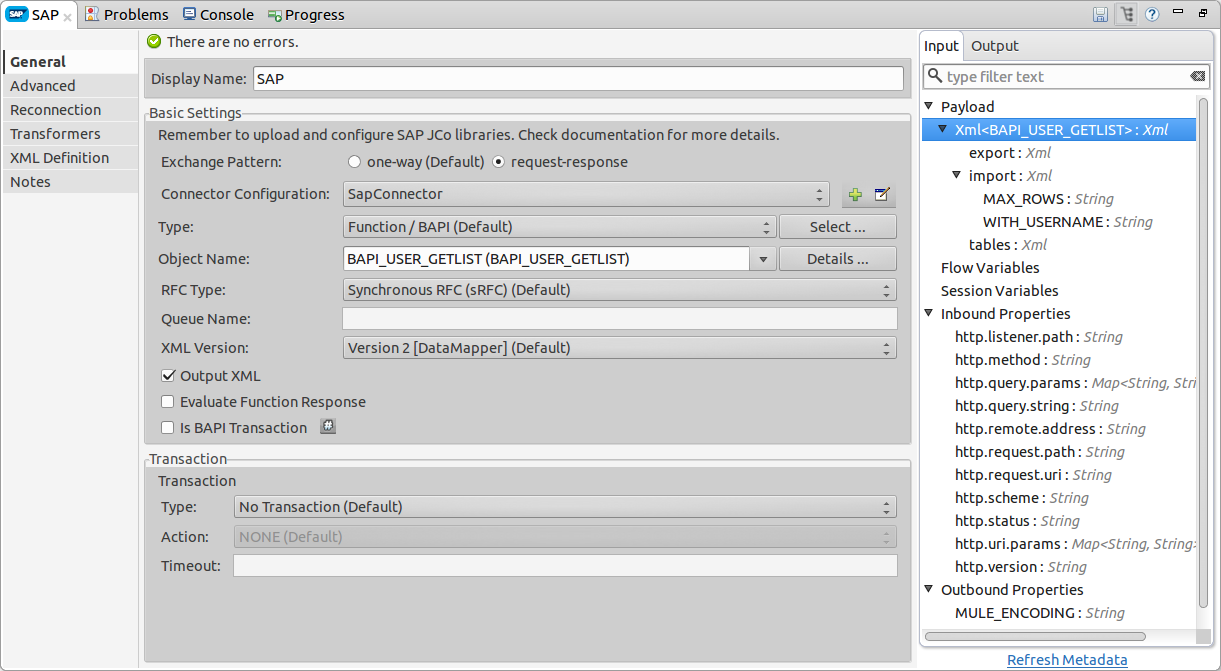 SAP SAP Problems Console Progress
General
Advanced
Reconnection
Transformers
XML Definition
Notes
There are no errors.
Display Name: SAP
Basic Settings
Remember to upload and configure SAP JCo libraries. Check documentation for more details.
Exchange Pattern: one-way (Default) request-response
Connector Configuration: SapConnector
Type: Function / BAPI (Default) Select ...
Object Name: BAPI_USER_GETLIST (BAPI_USER_GETLIST) Details ...
RFC Type: Synchronous RFC (sRFC) (Default)
Queue Name:
XML Version: Version 2 [DataMapper] (Default)
Output XML
Evaluate Function Response
Is BAPI Transaction #
Transaction
Transaction
Type: No Transaction (Default)
Action: NONE (Default)
Timeout:
Input Output
type filter text
Payload
Xml<BAPI_USER_GETLIST> : Xml
export : Xml
import : Xml
MAX_ROWS : String
WITH_USERNAME : String
tables : Xml
Flow Variables
Session Variables
Inbound Properties
http.listener.path : String
http.method : String
http.query.params : Map<String, Stri
http.query.string : String
http.remote.address : String
http.request.path : String
http.request.uri : String
http.scheme : String
http.status : String
http.uri.params : Map<String, String>
http.version : String
Outbound Properties
MULE_ENCODING : String
Refresh Metadata